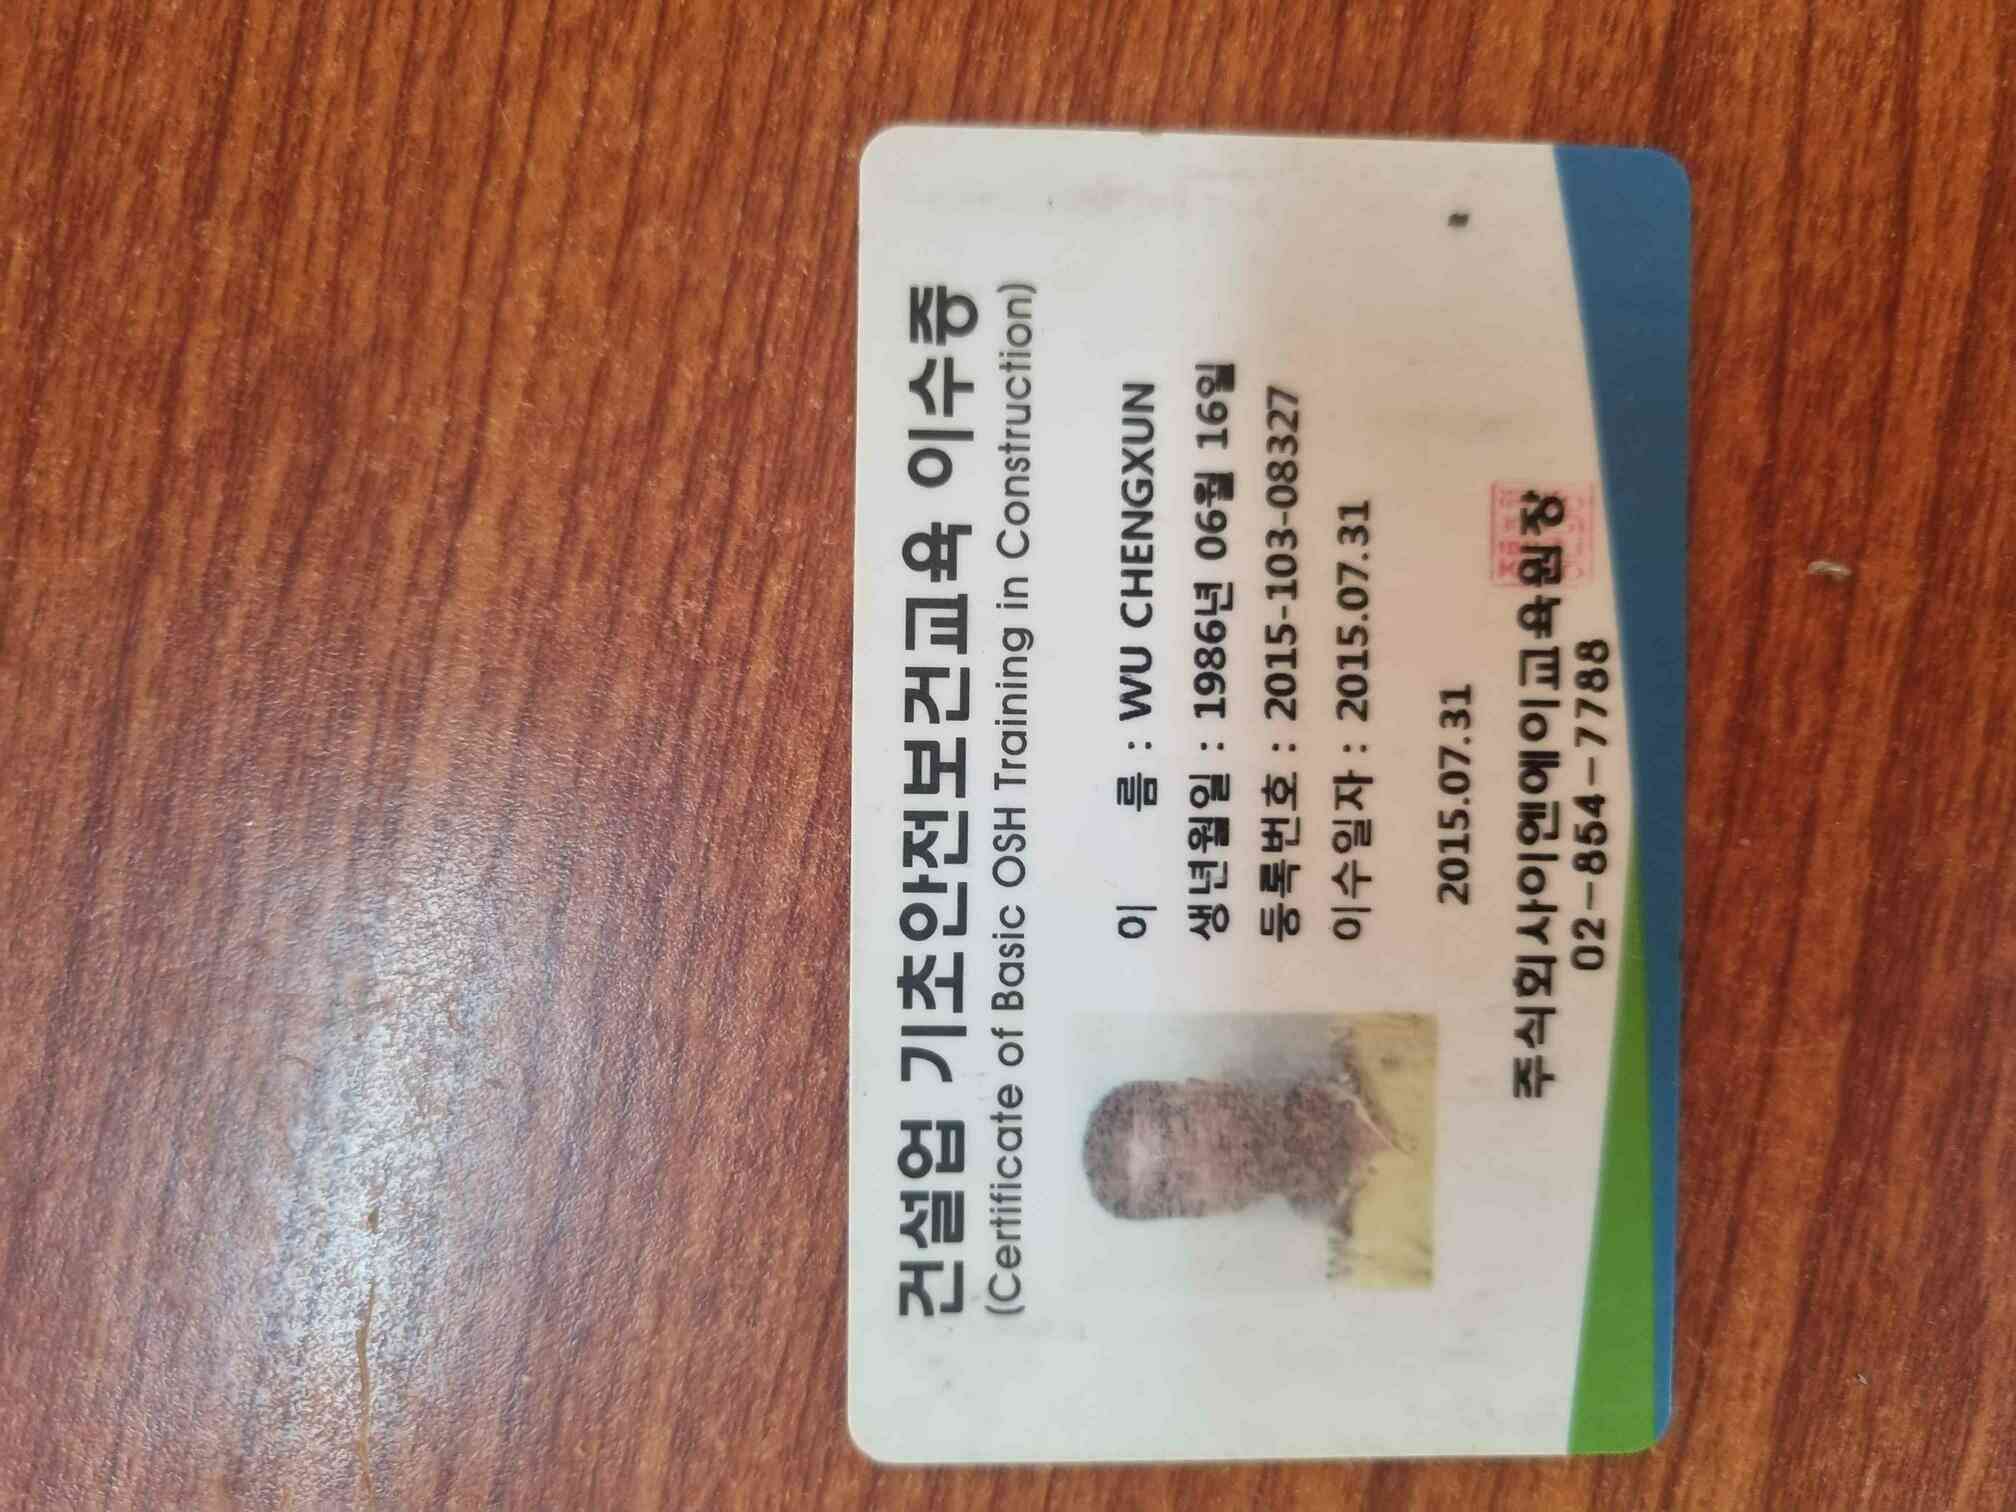 건설업 기초안전보건교육 이수증
(Certificate of Basic OSH Training in Construction)
이 름 : WU CHENGXUN
생년월일 : 1986년 06월 16일
등록번호 : 2015-103-08327
이수일자 : 2015.07.31
2015.07.31
주식회사이엔에이교육원장
02-854-7788